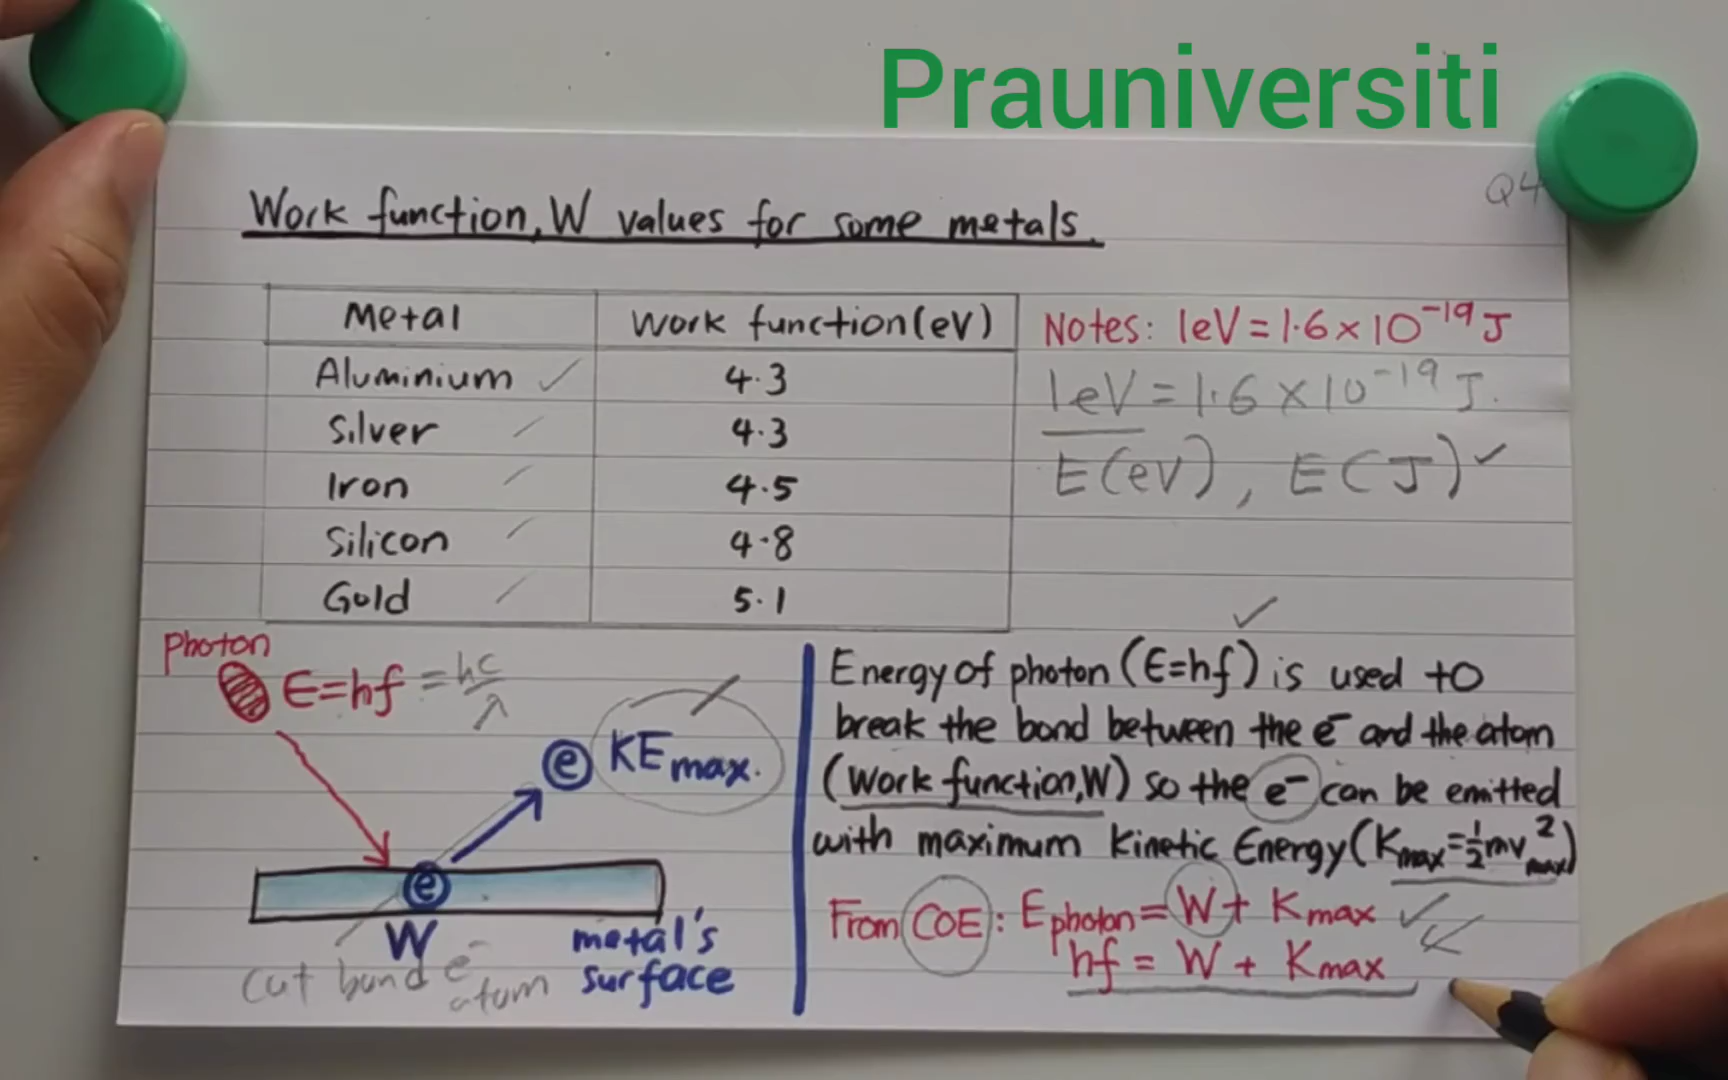 Prauniversiti
Q4
Work function, W values for some metals.
Metal Work function(eV)
Aluminium ✓ 4.3
Silver 4.3
Iron 4.5
Silicon 4.8
Gold 5.1
Notes: 1eV = 1.6 × 10⁻¹⁹ J
1eV = 1.6 × 10⁻¹⁹ J.
E(eV), E(J) ✓
Photon
E=hf = hc/λ
e KEmax.
e
W
metal's
surface
cut bond e⁻
atom
Energy of photon (E=hf) is used to
break the bond between the e⁻ and the atom
(Work function,W) so the e⁻ can be emitted
with maximum Kinetic Energy (Kmax=½mv²max)
From COE: Ephoton = W + Kmax
hf = W + Kmax